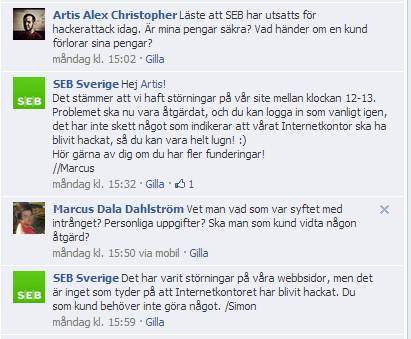 Artis Alex Christopher Läste att SEB har utsatts för
hackerattack idag. Är mina pengar säkra? Vad händer om en kund
förlorar sina pengar?
måndag kl. 15:02 · Gilla
SEB
SEB Sverige Hej Artis!
Det stämmer att vi haft störningar på vår site mellan klockan 12-13.
Problemet ska nu vara åtgärdat, och du kan logga in som vanligt igen,
det har inte skett något som indikerar att vårat Internetkontor ska ha
blivit hackat, så du kan vara helt lugn! :)
Hör gärna av dig om du har fler funderingar!
//Marcus
måndag kl. 15:32 · Gilla · 1
Marcus Dala Dahlström Vet man vad som var syftet med
intrånget? Personliga uppgifter? Ska man som kund vidta någon
åtgärd?
måndag kl. 15:50 via mobil · Gilla
SEB
SEB Sverige Det har varit störningar på våra webbsidor, men det
är inget som tyder på att Internetkontoret har blivit hackat. Du
som kund behöver inte göra något. /Simon
måndag kl. 15:59 · Gilla